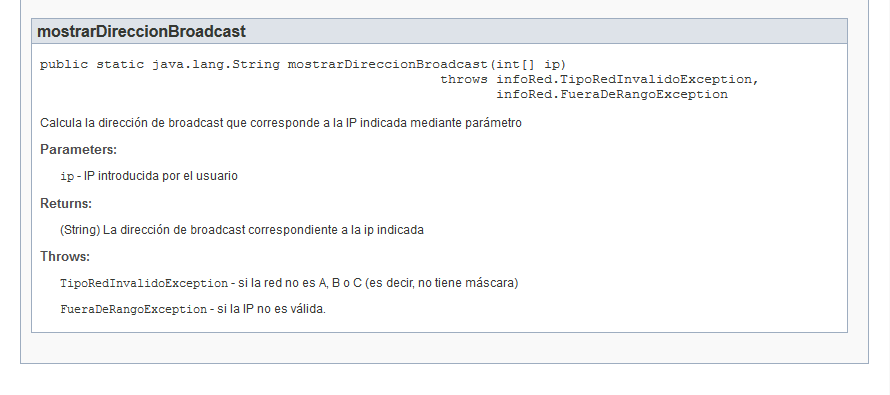 mostrarDireccionBroadcast
public static java.lang.String mostrarDireccionBroadcast(int[] ip)
throws infoRed.TipoRedInvalidoException,
infoRed.FueraDeRangoException
Calcula la dirección de broadcast que corresponde a la IP indicada mediante parámetro
Parameters:
ip - IP introducida por el usuario
Returns:
(String) La dirección de broadcast correspondiente a la ip indicada
Throws:
TipoRedInvalidoException - si la red no es A, B o C (es decir, no tiene máscara)
FueraDeRangoException - si la IP no es válida.